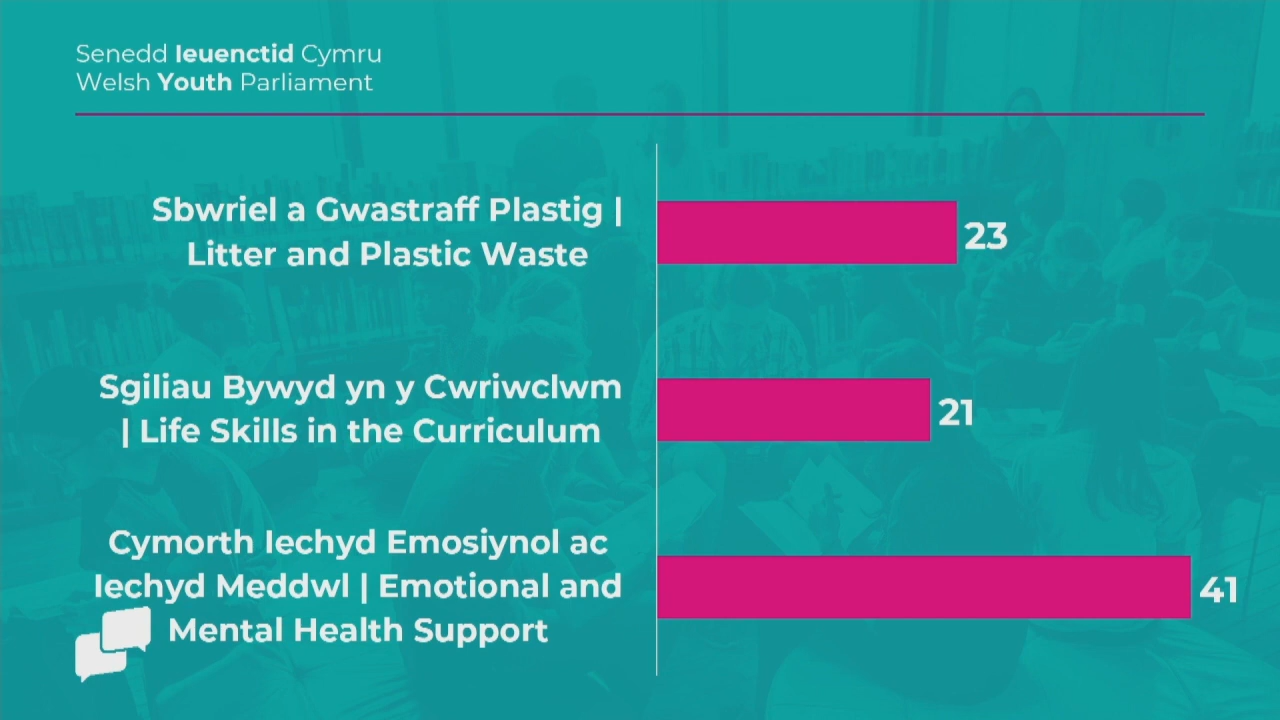 Senedd Ieuenctid Cymru
Welsh Youth Parliament
Sbwriel a Gwastraff Plastig |
Litter and Plastic Waste
23
Sgiliau Bywyd yn y Cwriwclwm
| Life Skills in the Curriculum
21
Cymorth Iechyd Emosiynol ac
Iechyd Meddwl | Emotional and
Mental Health Support
41